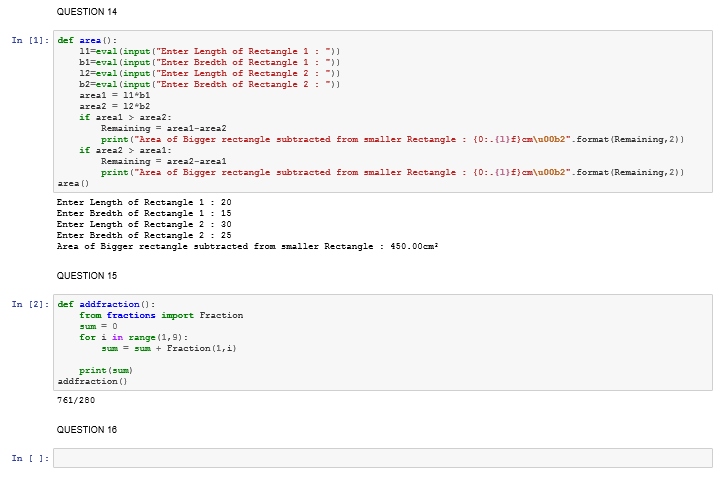 QUESTION 14
In [1]: def area():
l1=eval(input("Enter Length of Rectangle 1 : "))
b1=eval(input("Enter Bredth of Rectangle 1 : "))
l2=eval(input("Enter Length of Rectangle 2 : "))
b2=eval(input("Enter Bredth of Rectangle 2 : "))
area1 = l1*b1
area2 = l2*b2
if area1 > area2:
Remaining = area1-area2
print("Area of Bigger rectangle subtracted from smaller Rectangle : {0:.{1}f}cm\u00b2".format(Remaining,2))
if area2 > area1:
Remaining = area2-area1
print("Area of Bigger rectangle subtracted from smaller Rectangle : {0:.{1}f}cm\u00b2".format(Remaining,2))
area()
Enter Length of Rectangle 1 : 20
Enter Bredth of Rectangle 1 : 15
Enter Length of Rectangle 2 : 30
Enter Bredth of Rectangle 2 : 25
Area of Bigger rectangle subtracted from smaller Rectangle : 450.00cm²
QUESTION 15
In [2]: def addfraction():
from fractions import Fraction
sum = 0
for i in range(1,9):
sum = sum + Fraction(1,i)
print(sum)
addfraction()
761/280
QUESTION 16
In [ ]: